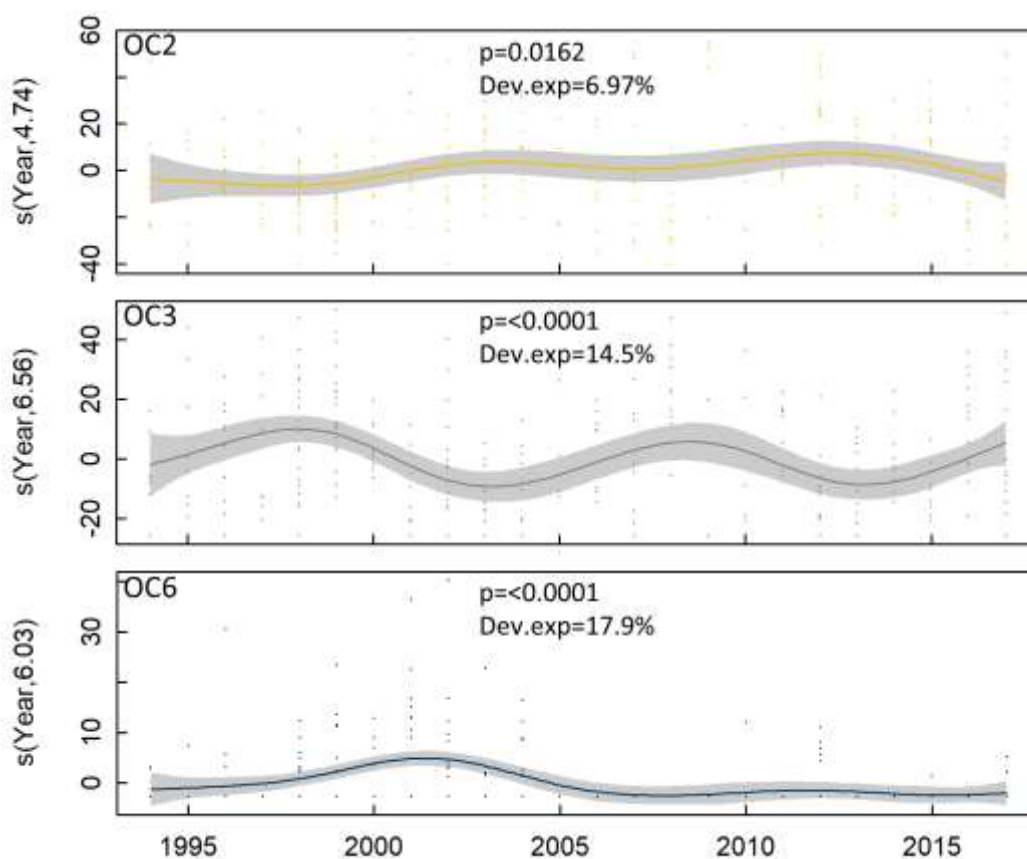 OC2
p=0.0162
Dev.exp=6.97%
s(Year,4.74)
60
20
0
-40
1995 2000 2005 2010 2015
OC3
p=<0.0001
Dev.exp=14.5%
s(Year,6.56)
40
20
0
-20
OC6
p=<0.0001
Dev.exp=17.9%
s(Year,6.03)
30
10
0